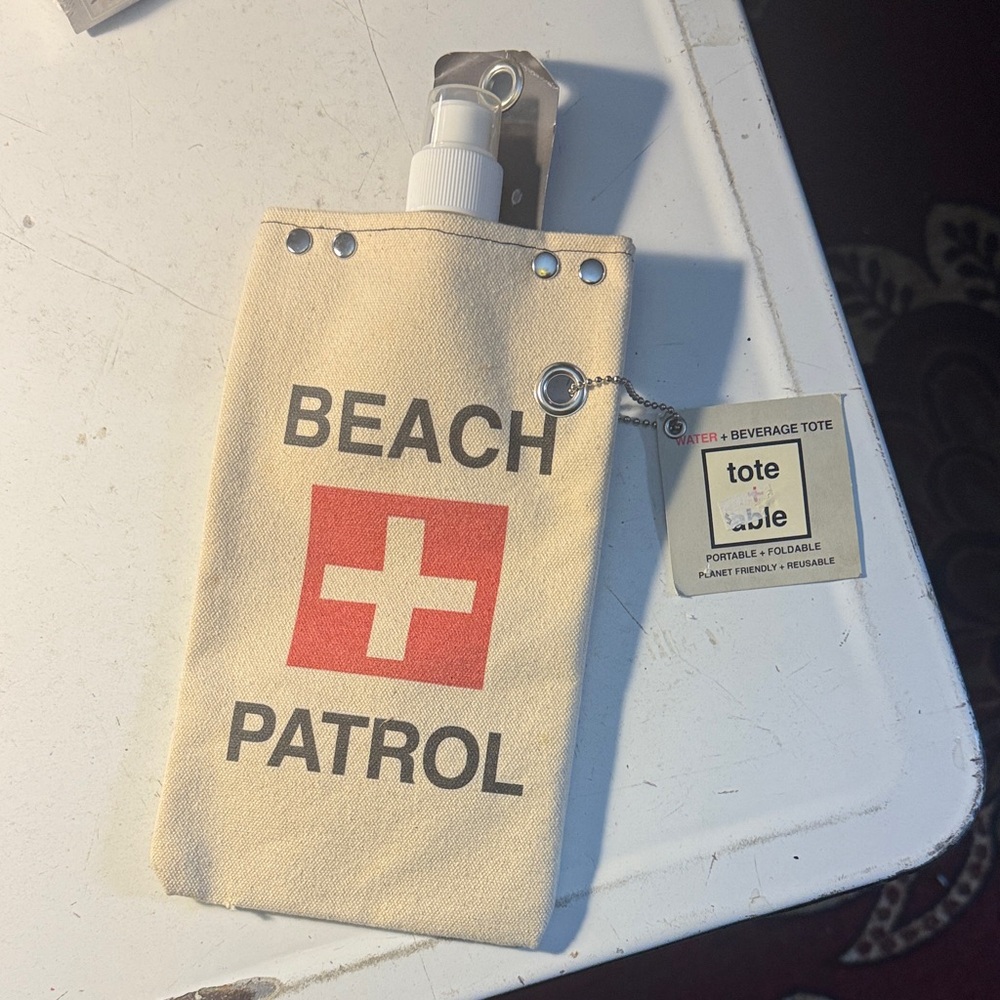 BEACH
PATROL
WATER + BEVERAGE TOTE
tote
+
able
PORTABLE + FOLDABLE
PLANET FRIENDLY + REUSABLE